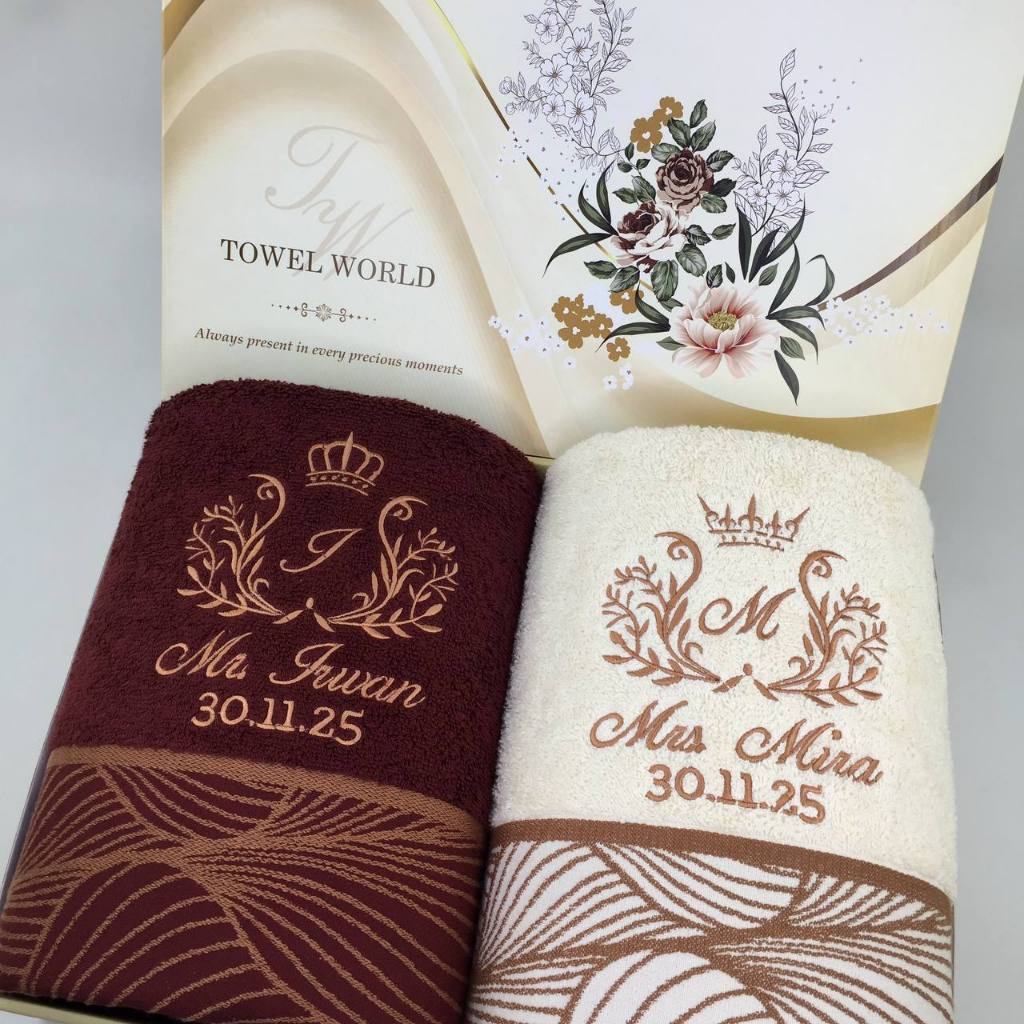 TW
TOWEL WORLD
Always present in every precious moments
I
Mr. Irwan
30.11.25
M
Mrs. Mira
30.11.25